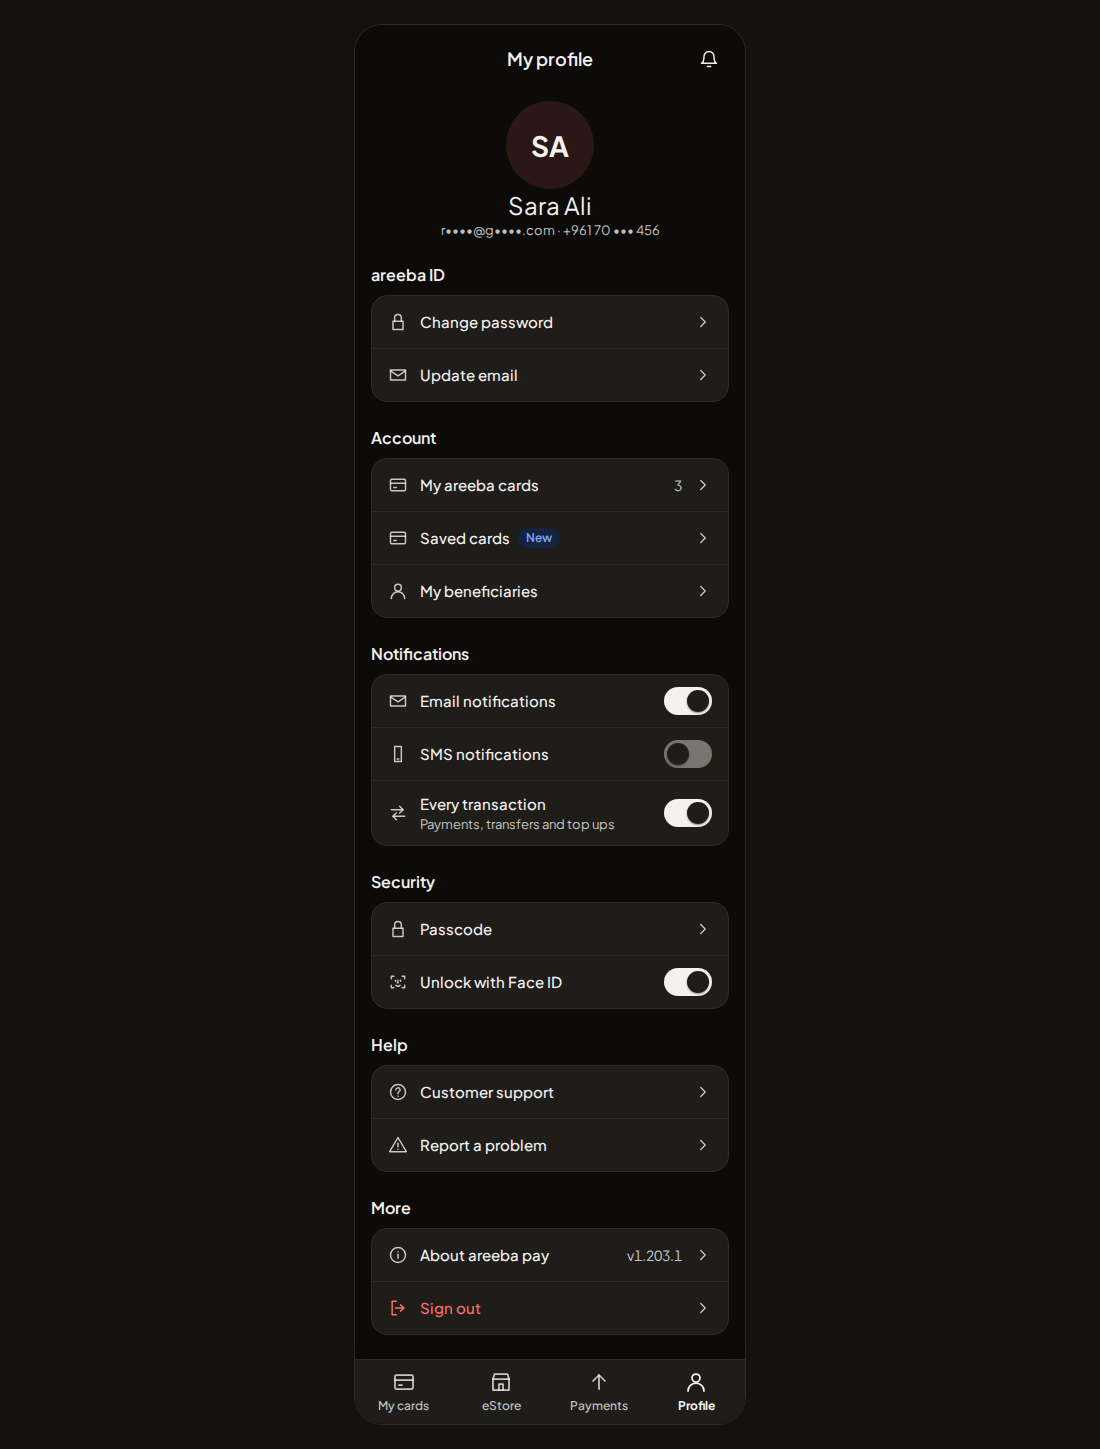 My profile
SA
Sara Ali
r••••@g••••.com · +961 70 ••• 456
areeba ID
Change password
Update email
Account
My areeba cards 3
Saved cards New
My beneficiaries
Notifications
Email notifications
SMS notifications
Every transaction
Payments, transfers and top ups
Security
Passcode
Unlock with Face ID
Help
Customer support
Report a problem
More
About areeba pay v1.203.1
Sign out
My cards eStore Payments Profile